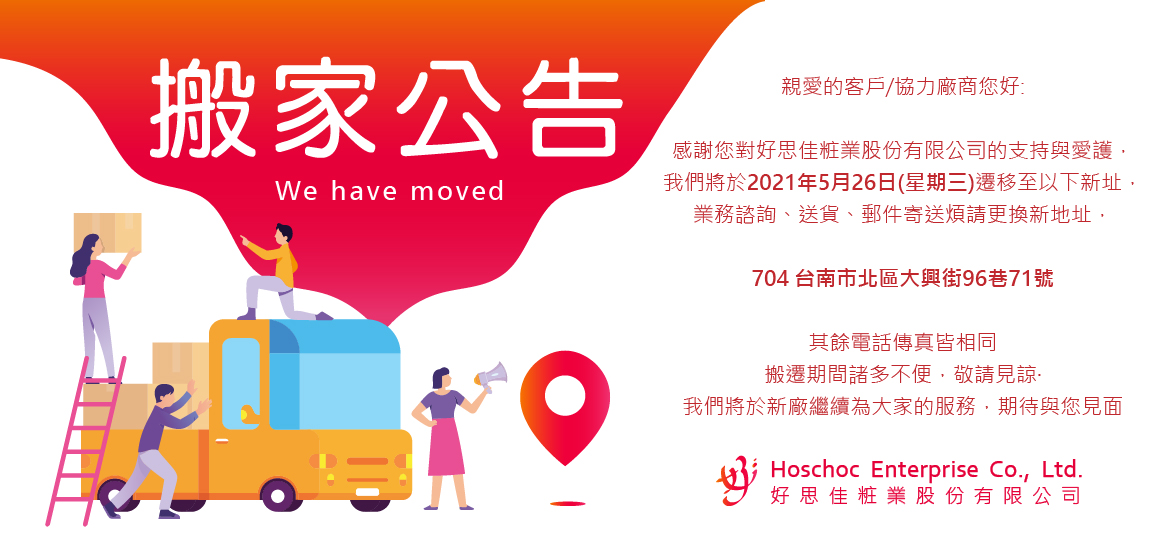 搬家公告
We have moved
親愛的客戶/協力廠商您好:
感謝您對好思佳粧業股份有限公司的支持與愛護，
我們將於2021年5月26日(星期三)遷移至以下新址，
業務諮詢、送貨、郵件寄送煩請更換新地址，
704 台南市北區大興街96巷71號
其餘電話傳真皆相同
搬遷期間諸多不便，敬請見諒.
我們將於新廠繼續為大家的服務，期待與您見面
Hoschoc Enterprise Co., Ltd.
好思佳粧業股份有限公司